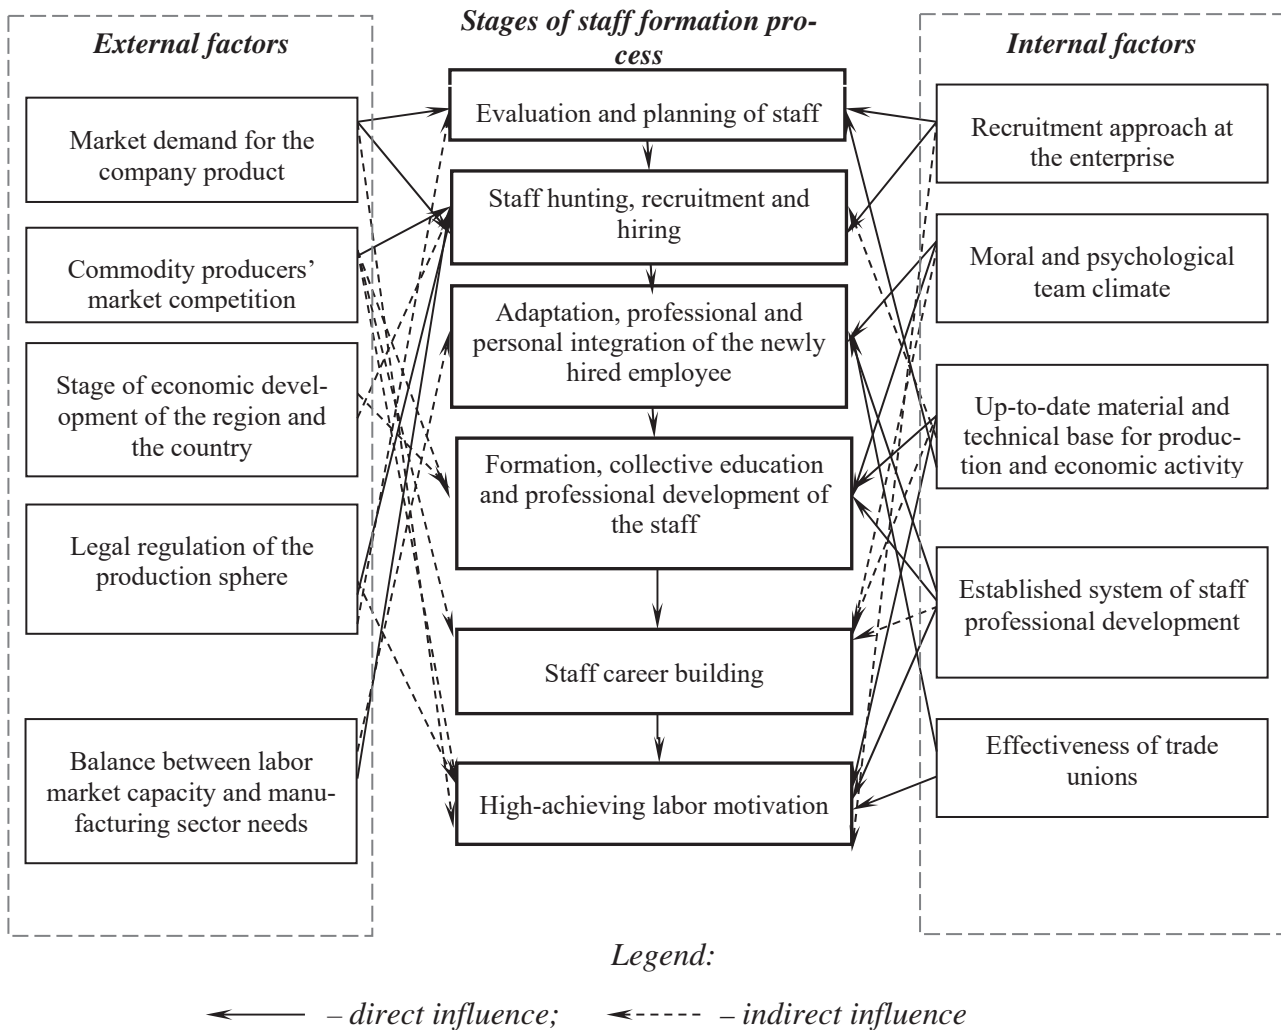 External factors
Market demand for the
company product
Commodity producers’
market competition
Stage of economic devel-
opment of the region and
the country
Legal regulation of the
production sphere
Balance between labor
market capacity and manu-
facturing sector needs
Stages of staff formation pro-
cess
Evaluation and planning of staff
Staff hunting, recruitment and
hiring
Adaptation, professional and
personal integration of the newly
hired employee
Formation, collective education
and professional development of
the staff
Staff career building
High-achieving labor motivation
Internal factors
Recruitment approach at
the enterprise
Moral and psychological
team climate
Up-to-date material and
technical base for produc-
tion and economic activity
Established system of staff
professional development
Effectiveness of trade
unions
Legend:
– direct influence;
– indirect influence